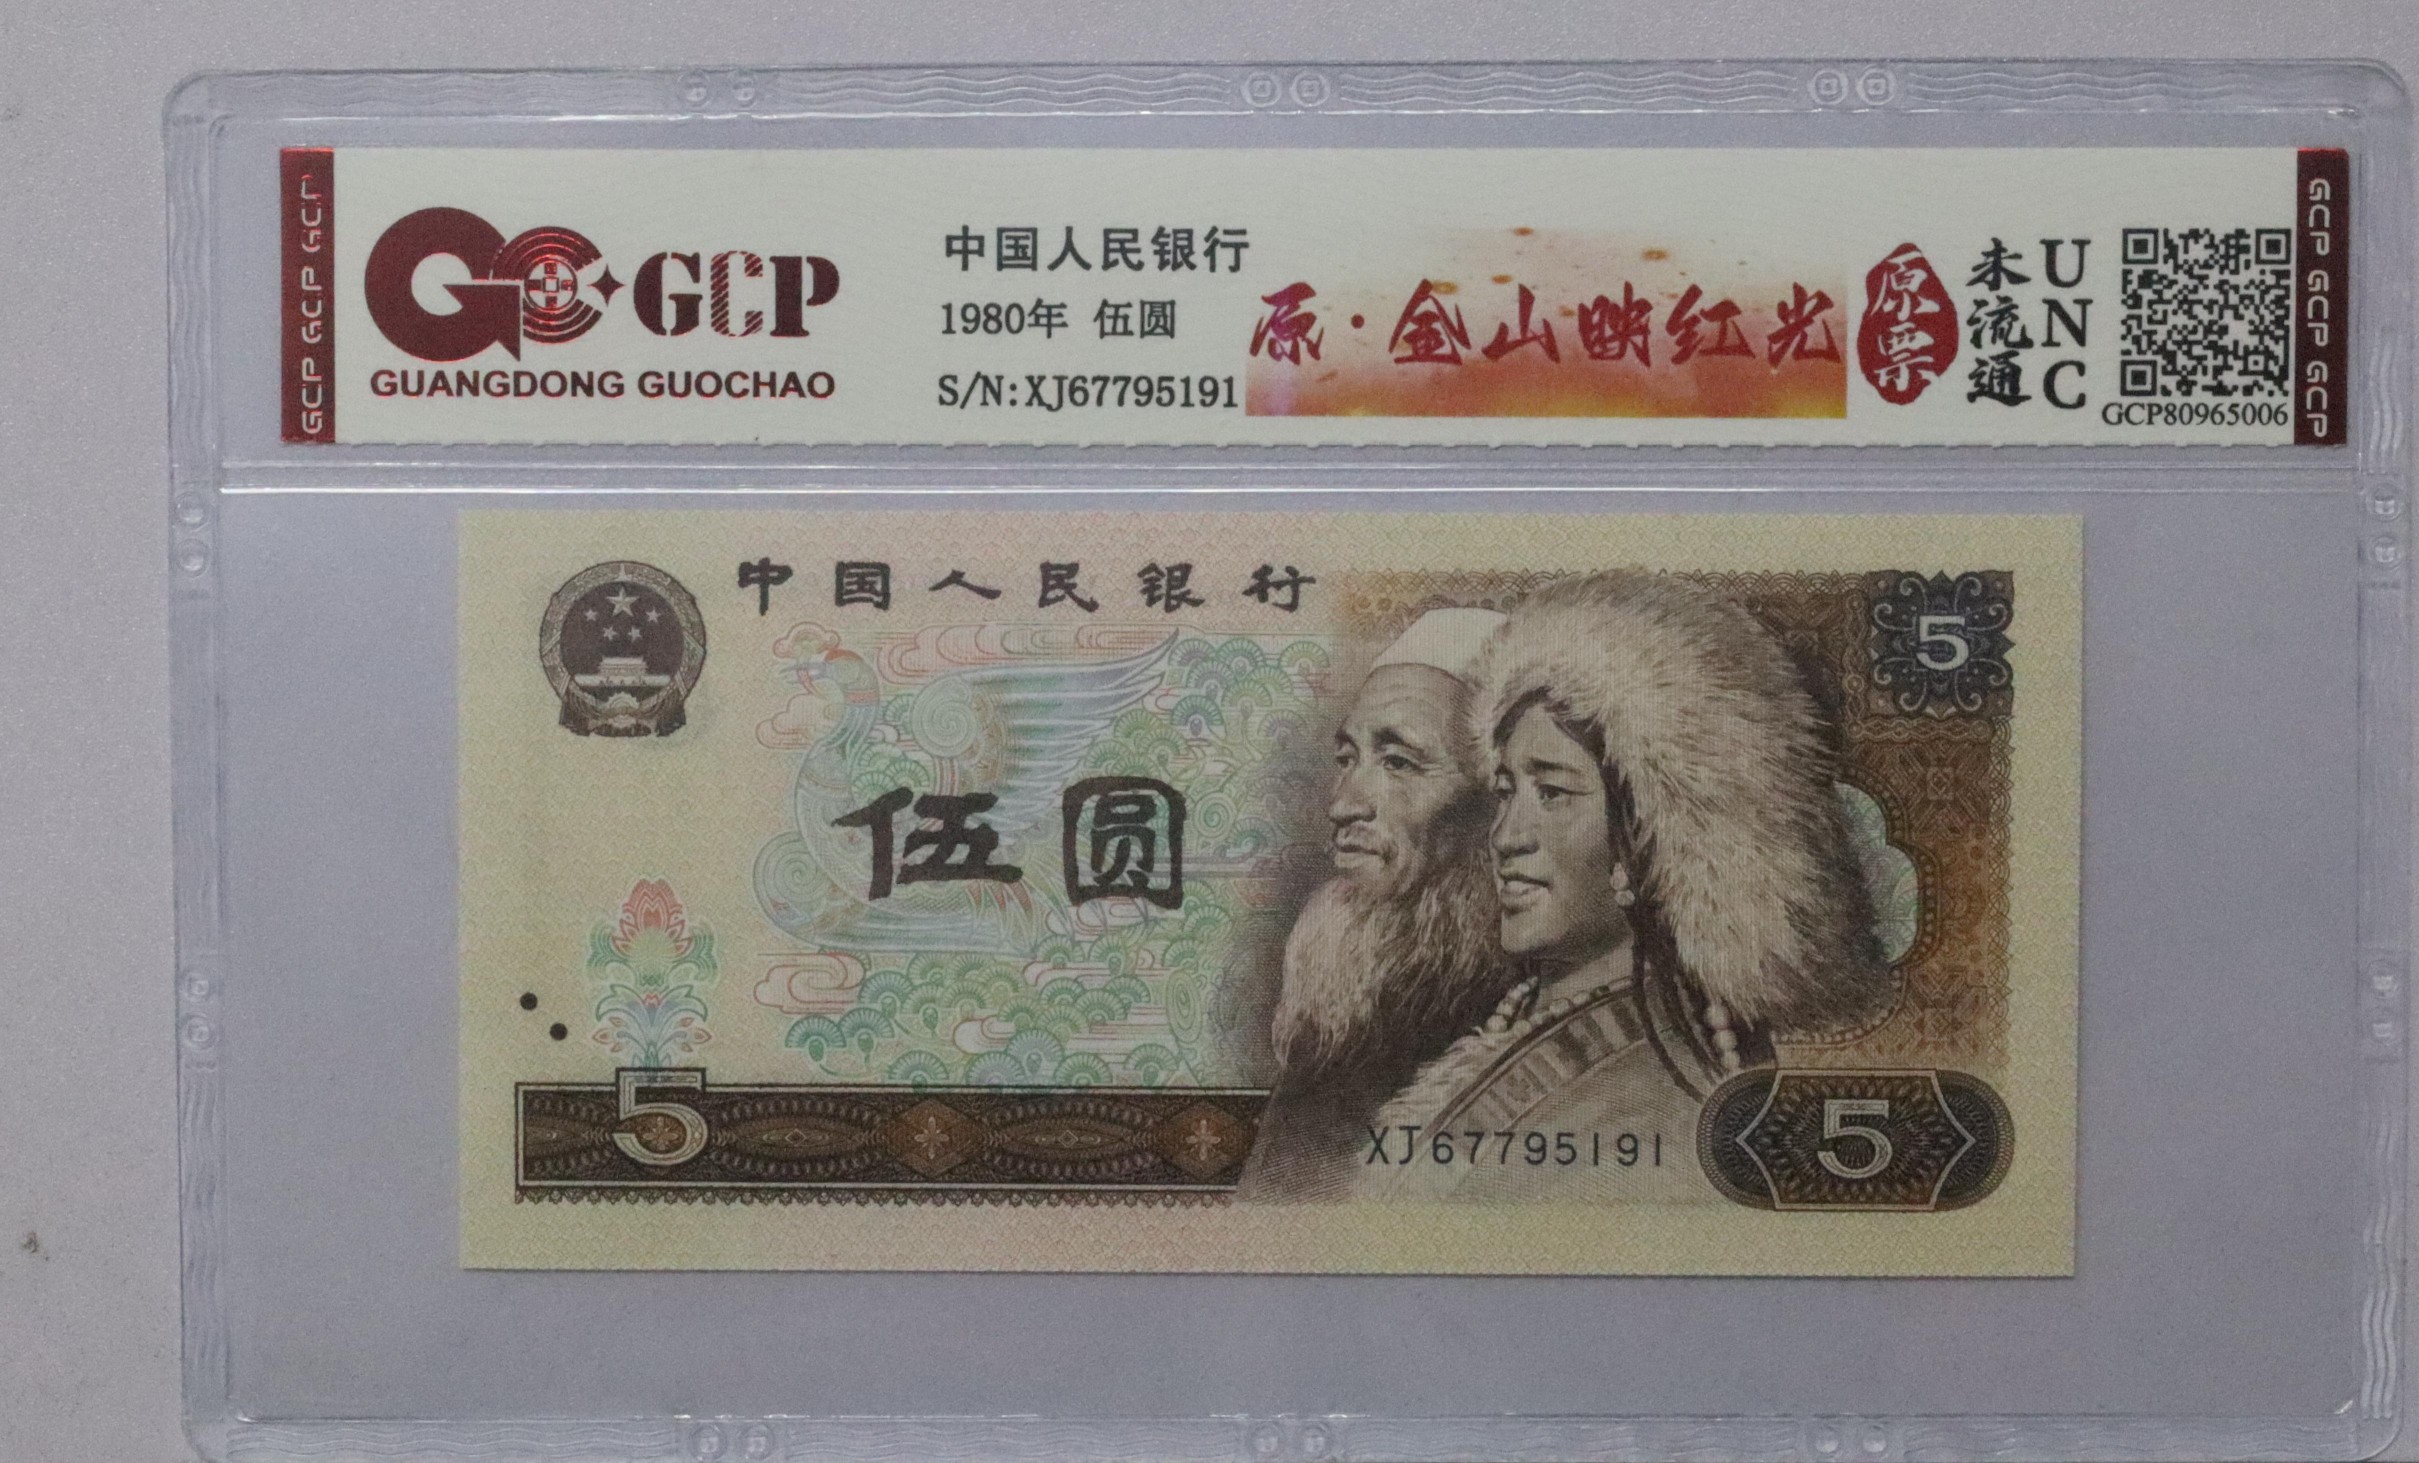 GCP GCP GCP
GCP
GUANGDONG GUOCHAO
中国人民银行
1980年 伍圆
S/N:XJ67795191
原·金山映红光
原票
未流通
UNC
GCP80965006
GCP GCP GCP
中国人民银行
5
伍圆
5
XJ67795191
5